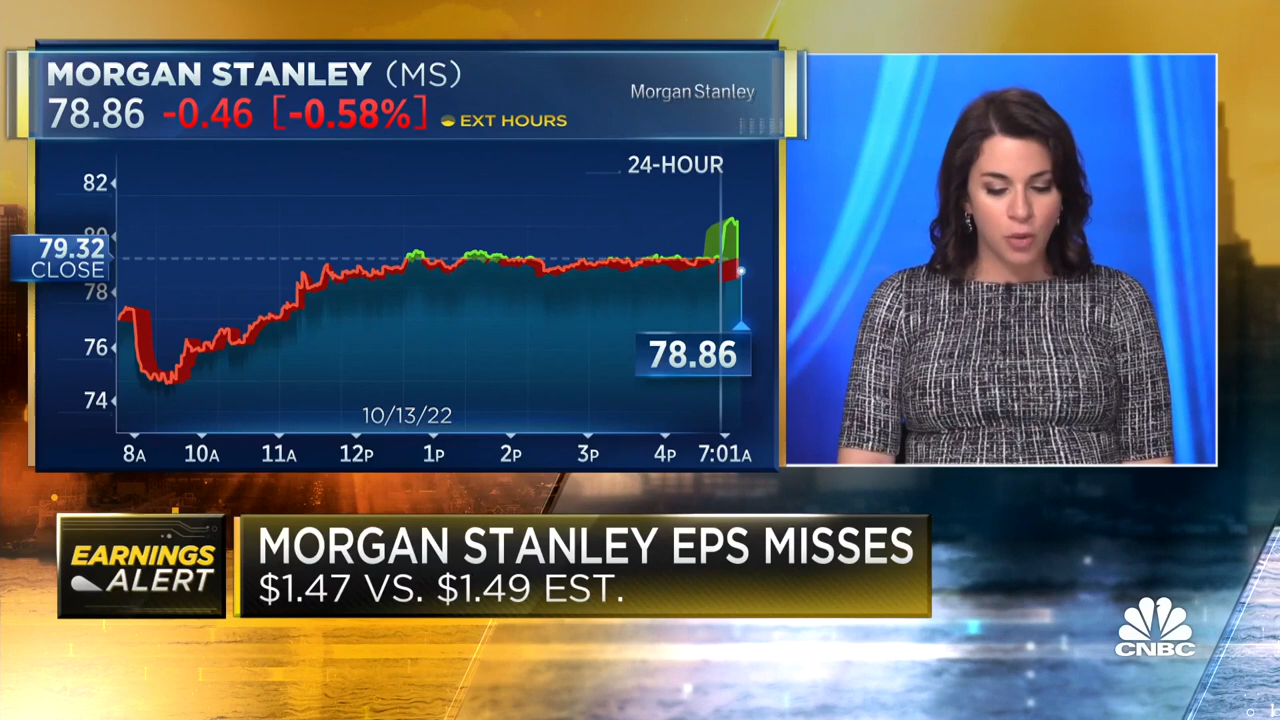 MORGAN STANLEY (MS)
78.86 -0.46 [-0.58%] EXT HOURS
Morgan Stanley
24-HOUR
82
80
79.32
CLOSE
78
76
74
78.86
10/13/22
8A 10A 11A 12P 1P 2P 3P 4P 7:01A
EARNINGS
ALERT
MORGAN STANLEY EPS MISSES
$1.47 VS. $1.49 EST.
CNBC